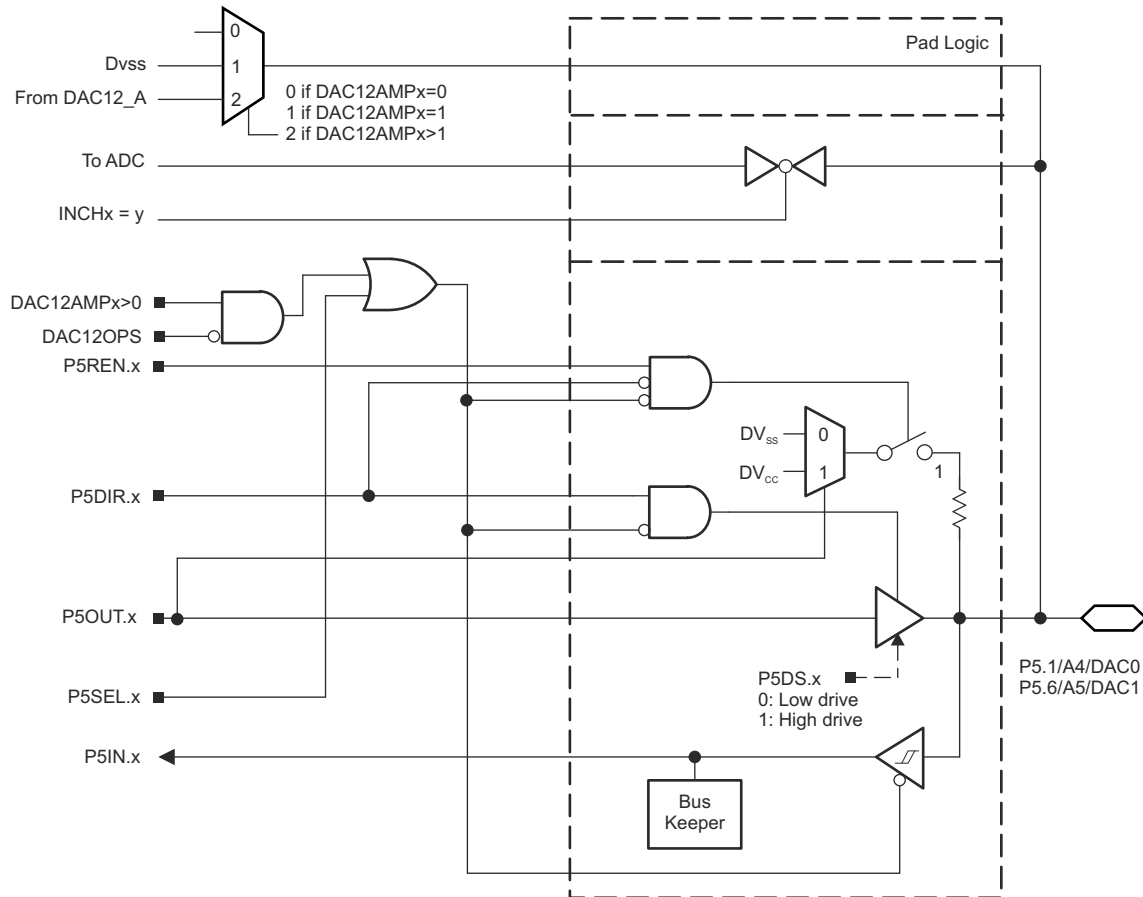 0
Pad Logic
Dvss
1
From DAC12_A
2
0 if DAC12AMPx=0
1 if DAC12AMPx=1
2 if DAC12AMPx>1
To ADC
INCHx = y
DAC12AMPx>0
DAC12OPS
P5REN.x
DVSS
0
DVCC
1
1
P5DIR.x
P5OUT.x
P5DS.x
0: Low drive
1: High drive
P5.1/A4/DAC0
P5.6/A5/DAC1
P5SEL.x
P5IN.x
Bus
Keeper